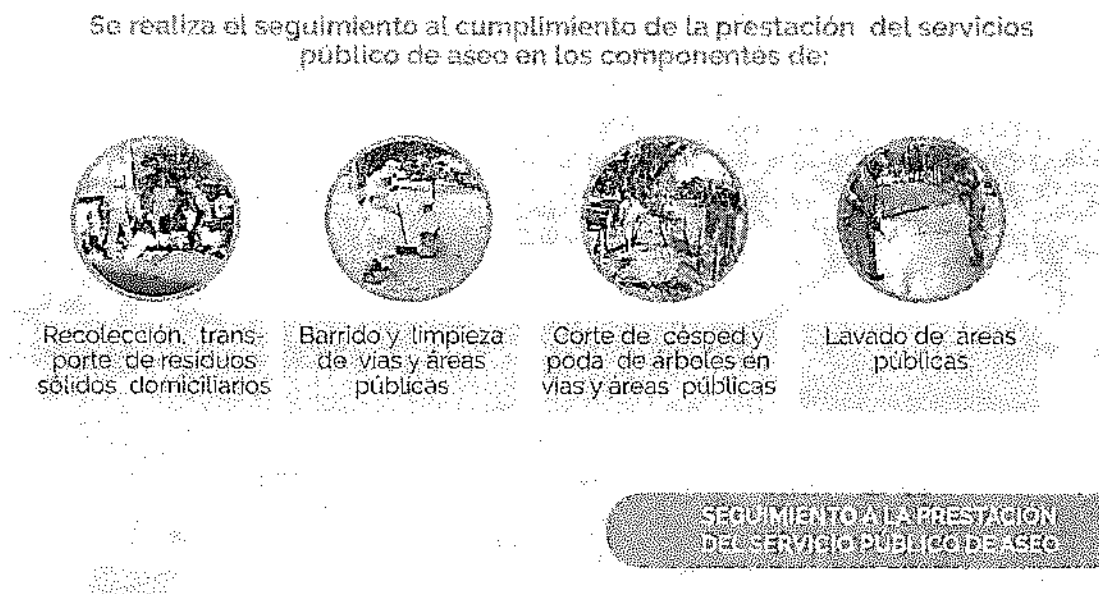 Se realiza el seguimiento al cumplimiento de la prestación del servicios
público de aseo en los componentes de:
Recolección, trans-
porte de residuos
sólidos domiciliarios
Barrido y limpieza
de vías y áreas
públicas
Corte de césped y
poda de árboles en
vías y áreas públicas
Lavado de áreas
públicas
SEGUIMIENTO A LA PRESTACIÓN
DEL SERVICIO PÚBLICO DE ASEO